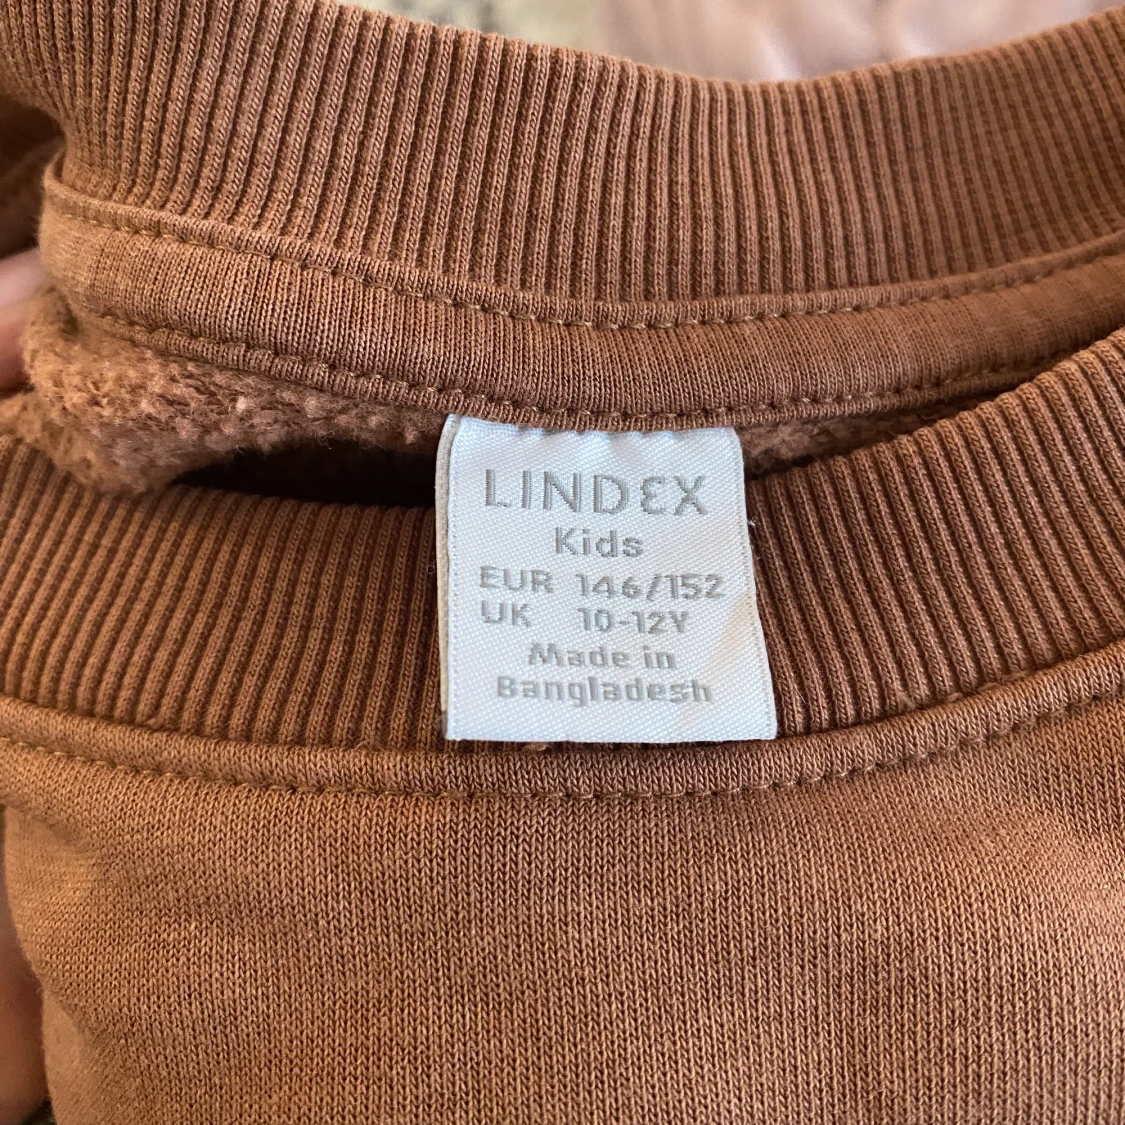 LINDEX
Kids
EUR 146/152
UK 10-12Y
Made in
Bangladesh